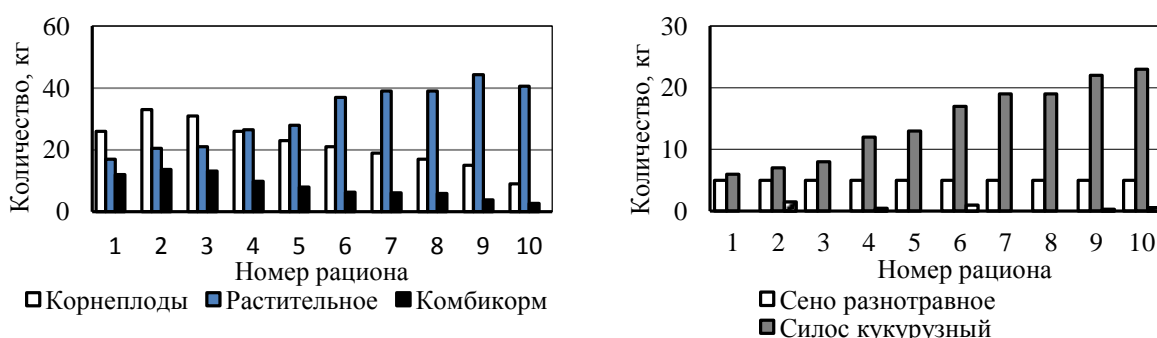 Количество, кг
60
40
20
0
1 2 3 4 5 6 7 8 9 10
Номер рациона
Корнеплоды Растительное Комбикорм
Количество, кг
30
20
10
0
1 2 3 4 5 6 7 8 9 10
Номер рациона
Сено разнотравное
Силос кукурузный